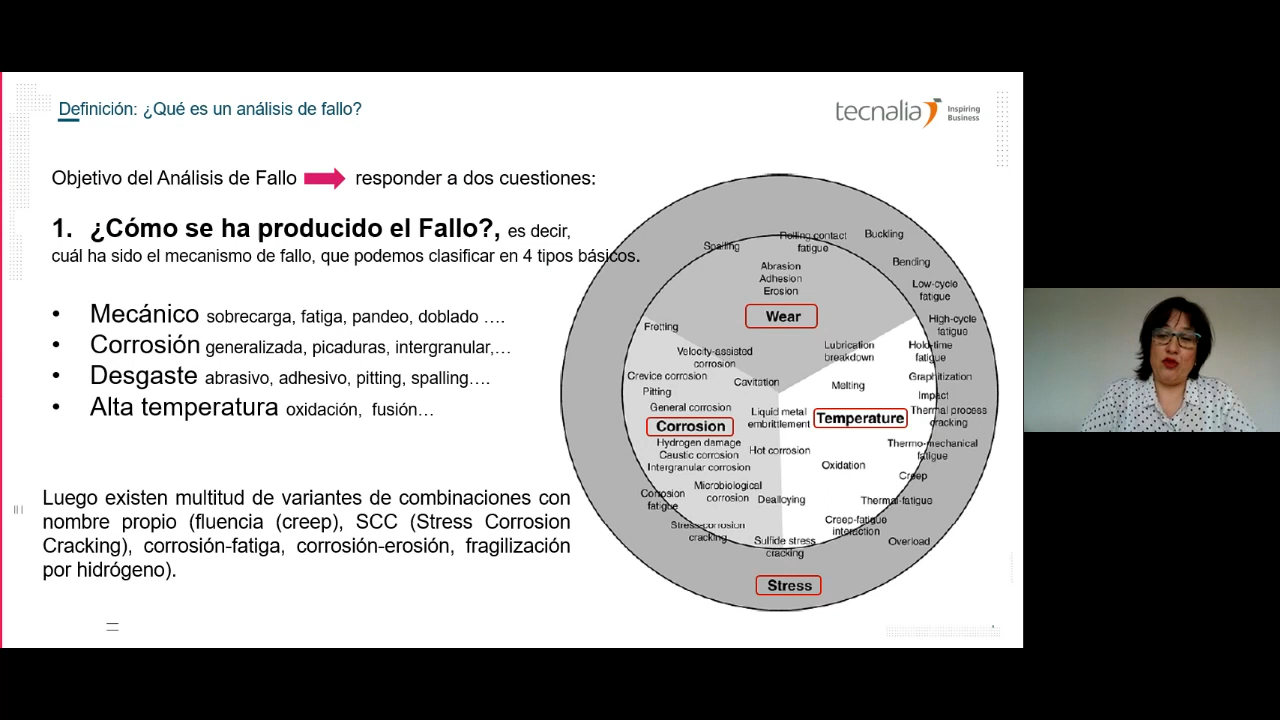 Definición: ¿Qué es un análisis de fallo?
tecnalia Inspiring
Business
Objetivo del Análisis de Fallo responder a dos cuestiones:
1. ¿Cómo se ha producido el Fallo?, es decir,
cuál ha sido el mecanismo de fallo, que podemos clasificar en 4 tipos básicos.
• Mecánico sobrecarga, fatiga, pandeo, doblado ….
• Corrosión generalizada, picaduras, intergranular,…
• Desgaste abrasivo, adhesivo, pitting, spalling….
• Alta temperatura oxidación, fusión…
Luego existen multitud de variantes de combinaciones con
nombre propio (fluencia (creep), SCC (Stress Corrosion
Cracking), corrosión-fatiga, corrosión-erosión, fragilización
por hidrógeno).
Spalling
Rolling contact
fatigue
Buckling
Bending
Abrasion
Adhesion
Erosion
Low-cycle
fatigue
Wear
High-cycle
fatigue
Fretting
Velocity-assisted
corrosion
Lubrication
breakdown
Hold-time
fatigue
Crevice corrosion
Cavitation
Melting
Graphitization
Pitting
Impact
General corrosion
Liquid metal
embrittlement
Temperature
Thermal process
cracking
Corrosion
Hydrogen damage
Caustic corrosion
Intergranular corrosion
Hot corrosion
Thermo-mechanical
fatigue
Oxidation
Creep
Microbiological
corrosion
Corrosion
fatigue
Dealloying
Thermal-fatigue
Stress-corrosion
cracking
Creep-fatigue
interaction
Sulfide stress
cracking
Overload
Stress